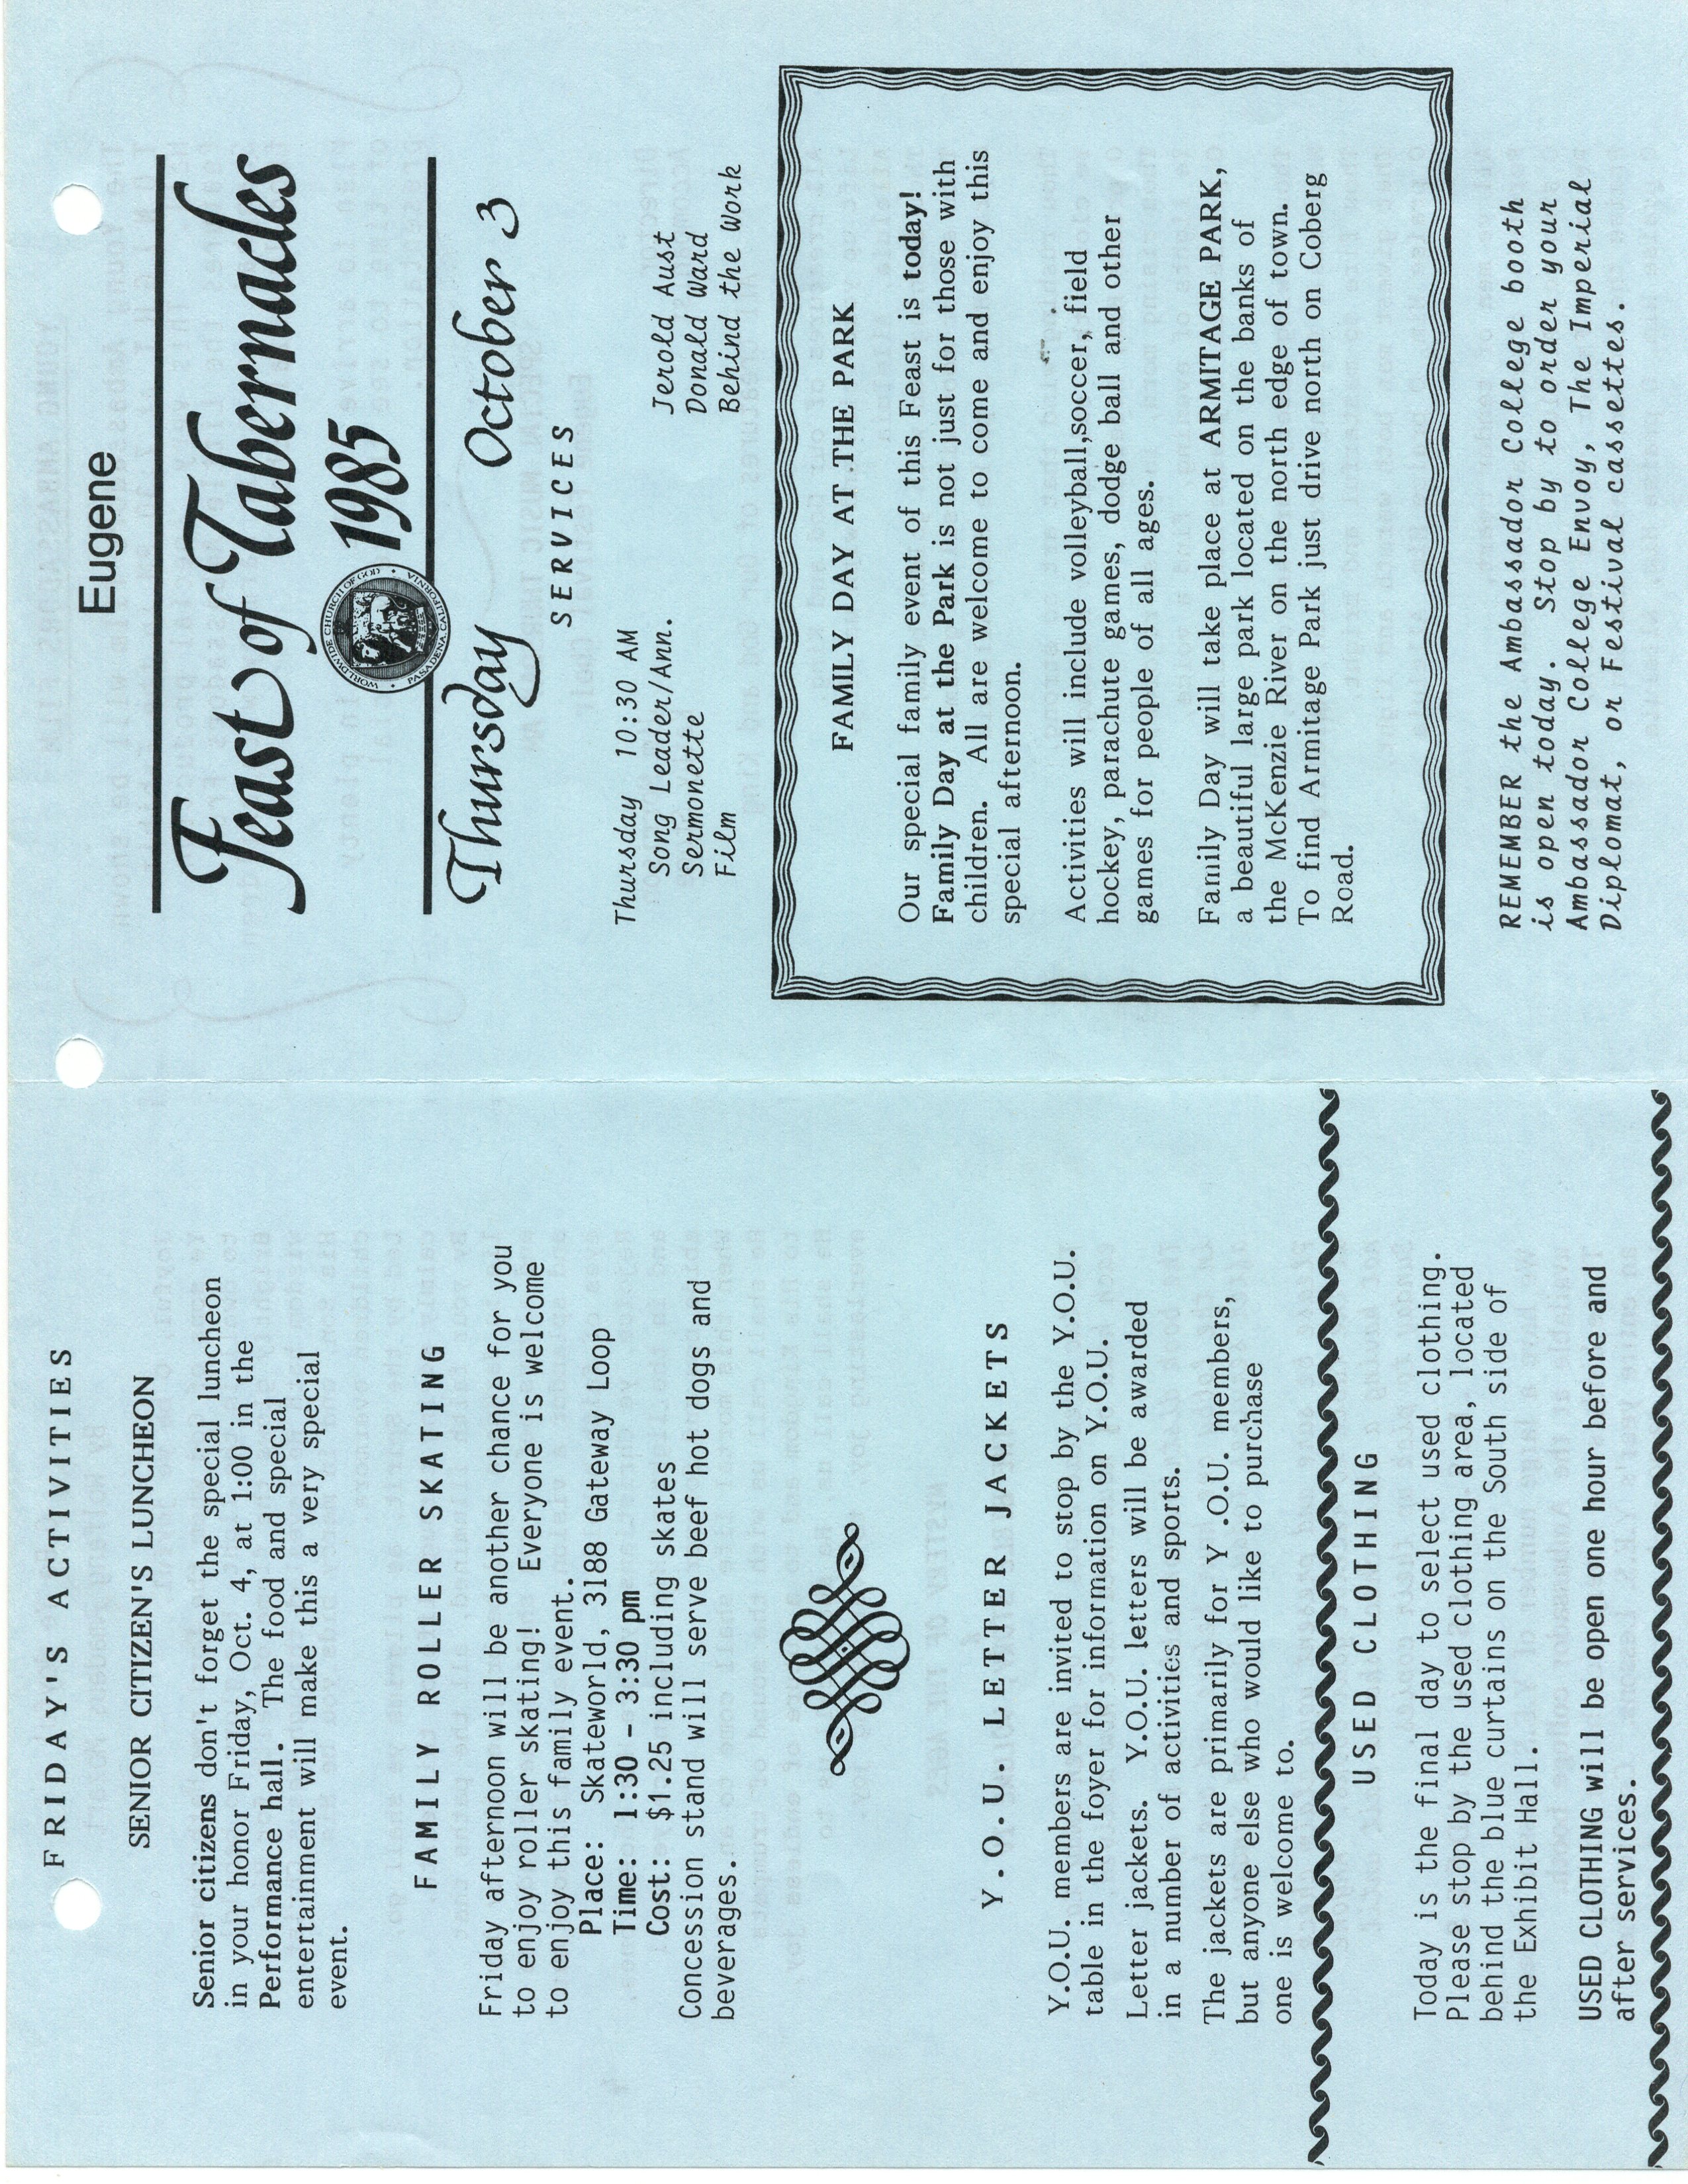 FRIDAY'S ACTIVITIES
SENIOR CITIZEN'S LUNCHEON
Senior citizens don't forget the special luncheon
in your honor Friday, Oct. 4, at 1:00 in the
Performance hall. The food and special
entertainment will make this a very special
event.
FAMILY ROLLER SKATING
Friday afternoon will be another chance for you
to enjoy roller skating! Everyone is welcome
to enjoy this family event.
Place: Skateworld, 3188 Gateway Loop
Time: 1:30 - 3:30 pm
Cost: $1.25 including skates
Concession stand will serve beef hot dogs and
beverages.
Y.O.U. LETTER JACKETS
Y.O.U. members are invited to stop by the Y.O.U.
table in the foyer for information on Y.O.U.
Letter jackets. Y.O.U. letters will be awarded
in a number of activities and sports.
The jackets are primarily for Y .O.U. members,
but anyone else who would like to purchase
one is welcome to.
USED CLOTHING
Today is the final day to select used clothing.
Please stop by the used clothing area, located
behind the blue curtains on the South side of
the Exhibit Hall.
USED CLOTHING will be open one hour before and
after services.
Eugene
Feast of Tabernacles
1985
WORLDWIDE CHURCH OF GOD • PASADENA, CALIFORNIA •
Thursday October 3
SERVICES
Thursday 10:30 AM
Song Leader/Ann. Jerold Aust
Sermonette Donald Ward
Film Behind the Work
FAMILY DAY AT THE PARK
Our special family event of this Feast is today!
Family Day at the Park is not just for those with
children. All are welcome to come and enjoy this
special afternoon.
Activities will include volleyball,soccer, field
hockey, parachute games, dodge ball and other
games for people of all ages.
Family Day will take place at ARMITAGE PARK,
a beautiful large park located on the banks of
the McKenzie River on the north edge of town.
To find Armitage Park just drive north on Coberg
Road.
REMEMBER the Ambassador College booth
is open today. Stop by to order your
Ambassador College Envoy, The Imperial
Diplomat, or Festival cassettes.